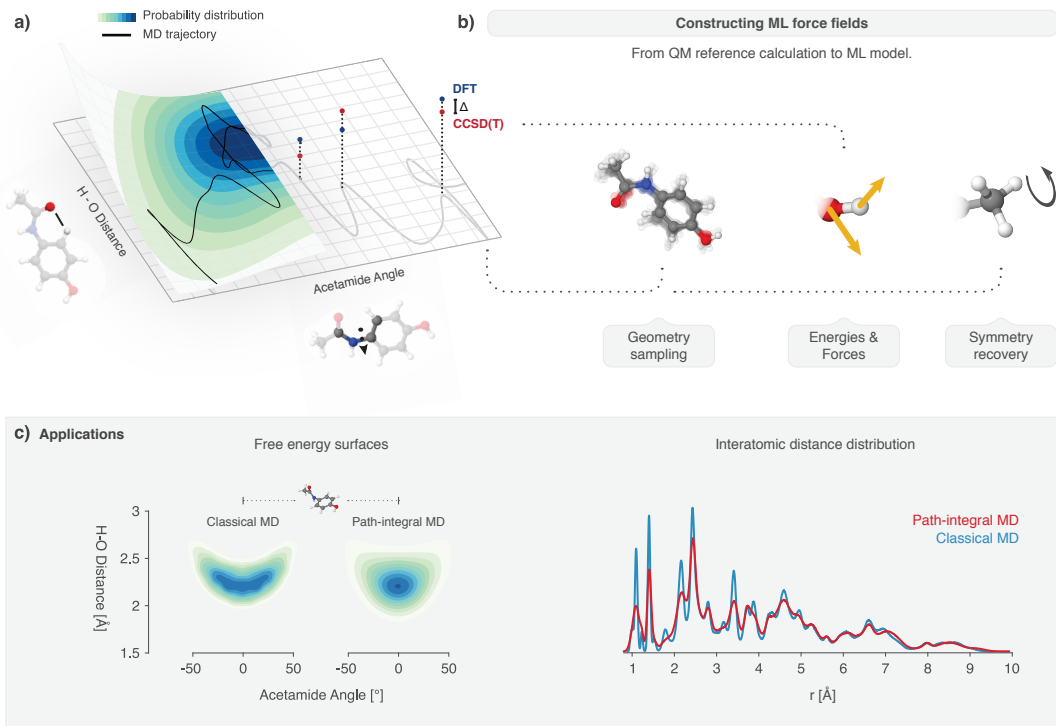 a)
Probability distribution
MD trajectory
DFT
Δ
CCSD(T)
H - O Distance
Acetamide Angle
b)
Constructing ML force fields
From QM reference calculation to ML model.
Geometry
sampling
Energies &
Forces
Symmetry
recovery
c) Applications
Free energy surfaces
Classical MD
Path-integral MD
H-O Distance [Å]
3
2.5
2
1.5
-50 0 50
-50 0 50
Acetamide Angle [°]
Interatomic distance distribution
Path-integral MD
Classical MD
1 2 3 4 5 6 7 8 9 10
r [Å]